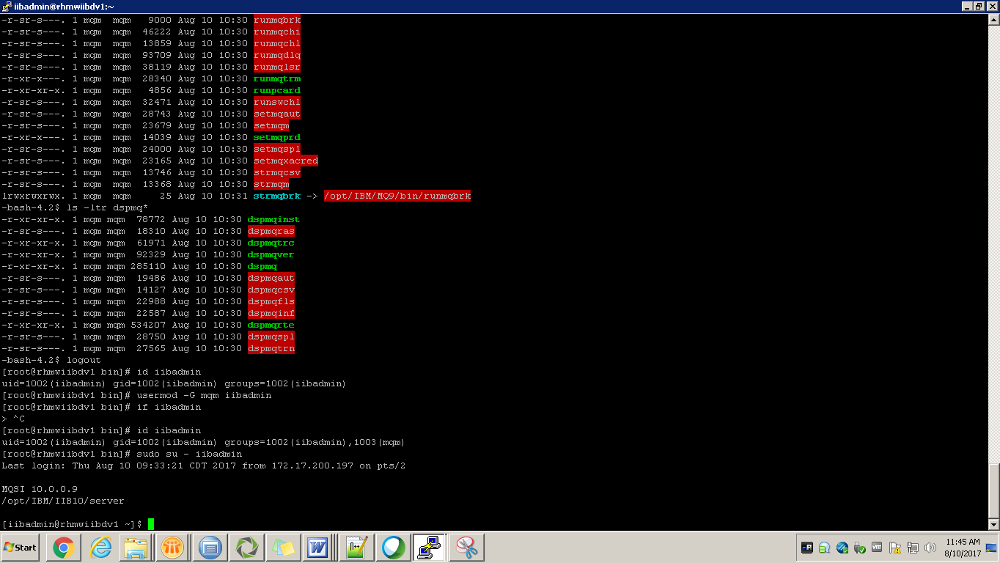 iibadmin@rhmwiibdv1:~
-r-sr-s---. 1 mqm  mqm   9000 Aug 10 10:30 runmqbrk
-r-sr-s---. 1 mqm  mqm  46222 Aug 10 10:30 runmqchi
-r-sr-s---. 1 mqm  mqm  13859 Aug 10 10:30 runmqchl
-r-sr-s---. 1 mqm  mqm  93709 Aug 10 10:30 runmqdlq
-r-sr-s---. 1 mqm  mqm  38119 Aug 10 10:30 runmqlsr
-r-xr-xr-x. 1 mqm  mqm  28340 Aug 10 10:30 runmqtrm
-r-xr-xr-x. 1 mqm  mqm   4856 Aug 10 10:30 runpcard
-r-sr-s---. 1 mqm  mqm  32471 Aug 10 10:30 runswchl
-r-sr-s---. 1 mqm  mqm  28743 Aug 10 10:30 setmqaut
-r-sr-s---. 1 mqm  mqm  23679 Aug 10 10:30 setmqm
-r-xr-xr-x. 1 mqm  mqm  14039 Aug 10 10:30 setmqprd
-r-sr-s---. 1 mqm  mqm  24000 Aug 10 10:30 setmqspl
-r-sr-s---. 1 mqm  mqm  23165 Aug 10 10:30 setmqxacred
-r-sr-s---. 1 mqm  mqm  13746 Aug 10 10:30 strmqcsv
-r-sr-s---. 1 mqm  mqm  13368 Aug 10 10:30 strmqm
lrwxrwxrwx. 1 mqm  mqm     25 Aug 10 10:31 strmqbrk -> /opt/IBM/MQ9/bin/runmqbrk
-bash-4.2$ ls -ltr dspmq*
-r-xr-xr-x. 1 mqm mqm  78772 Aug 10 10:30 dspmqinst
-r-sr-s---. 1 mqm mqm  18310 Aug 10 10:30 dspmqras
-r-xr-xr-x. 1 mqm mqm  61971 Aug 10 10:30 dspmqtrc
-r-xr-xr-x. 1 mqm mqm  92329 Aug 10 10:30 dspmqver
-r-xr-xr-x. 1 mqm mqm 285110 Aug 10 10:30 dspmq
-r-sr-s---. 1 mqm mqm  19486 Aug 10 10:30 dspmqaut
-r-sr-s---. 1 mqm mqm  14127 Aug 10 10:30 dspmqcsv
-r-sr-s---. 1 mqm mqm  22988 Aug 10 10:30 dspmqfls
-r-sr-s---. 1 mqm mqm  22587 Aug 10 10:30 dspmqinf
-r-xr-xr-x. 1 mqm mqm 534207 Aug 10 10:30 dspmqrte
-r-sr-s---. 1 mqm mqm  28750 Aug 10 10:30 dspmqspl
-r-sr-s---. 1 mqm mqm  27565 Aug 10 10:30 dspmqtrn
-bash-4.2$ logout
[root@rhmwiibdv1 bin]# id iibadmin
uid=1002(iibadmin) gid=1002(iibadmin) groups=1002(iibadmin)
[root@rhmwiibdv1 bin]# usermod -G mqm iibadmin
[root@rhmwiibdv1 bin]# if iibadmin
> ^C
[root@rhmwiibdv1 bin]# id iibadmin
uid=1002(iibadmin) gid=1002(iibadmin) groups=1002(iibadmin),1003(mqm)
[root@rhmwiibdv1 bin]# sudo su - iibadmin
Last login: Thu Aug 10 09:33:21 CDT 2017 from 172.17.200.197 on pts/2
MQSI 10.0.0.9
/opt/IBM/IIB10/server
[iibadmin@rhmwiibdv1 ~]$
Start
11:45 AM
8/10/2017